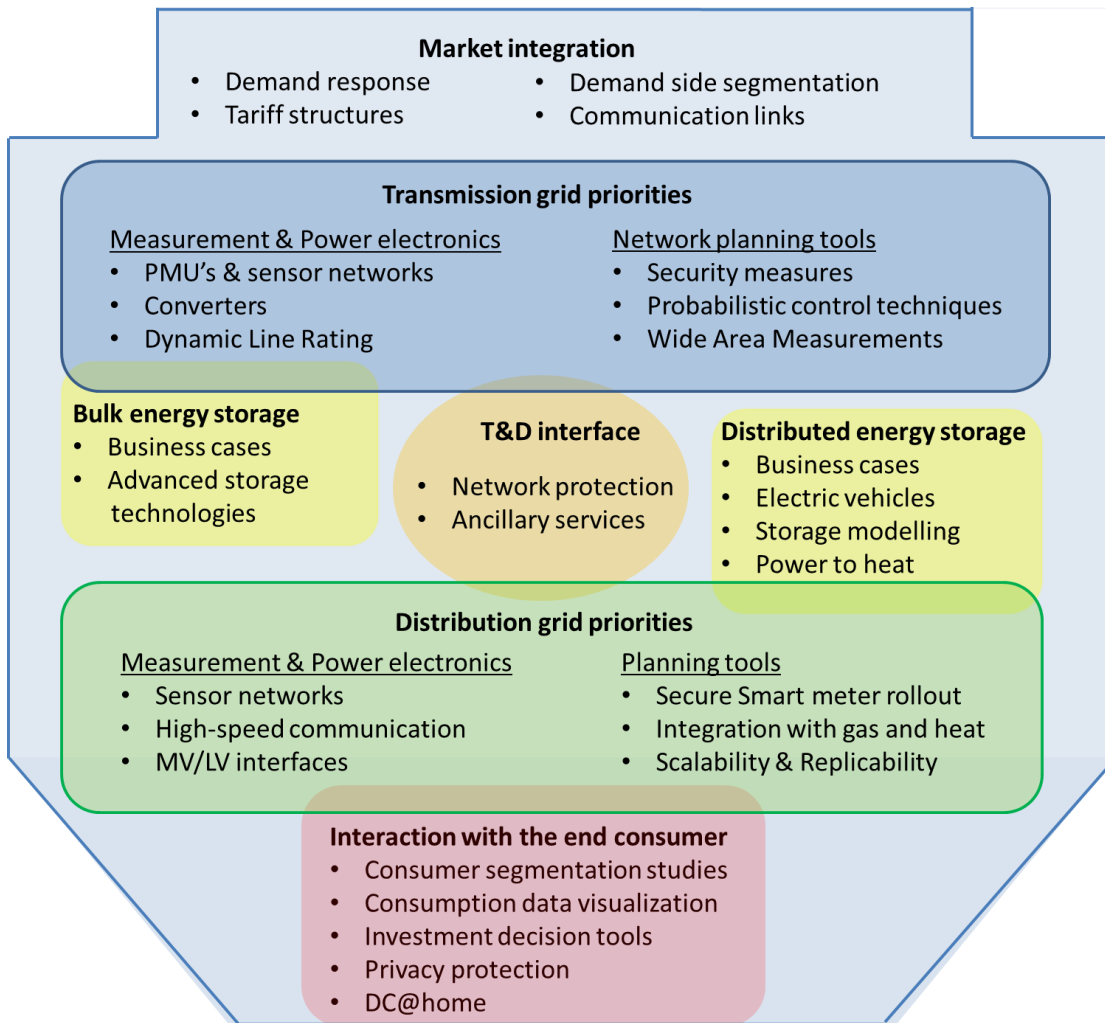 Market integration
• Demand response
• Tariff structures
• Demand side segmentation
• Communication links
Transmission grid priorities
Measurement & Power electronics
• PMU's & sensor networks
• Converters
• Dynamic Line Rating
Network planning tools
• Security measures
• Probabilistic control techniques
• Wide Area Measurements
Bulk energy storage
• Business cases
• Advanced storage
technologies
T&D interface
• Network protection
• Ancillary services
Distributed energy storage
• Business cases
• Electric vehicles
• Storage modelling
• Power to heat
Distribution grid priorities
Measurement & Power electronics
• Sensor networks
• High-speed communication
• MV/LV interfaces
Planning tools
• Secure Smart meter rollout
• Integration with gas and heat
• Scalability & Replicability
Interaction with the end consumer
• Consumer segmentation studies
• Consumption data visualization
• Investment decision tools
• Privacy protection
• DC@home